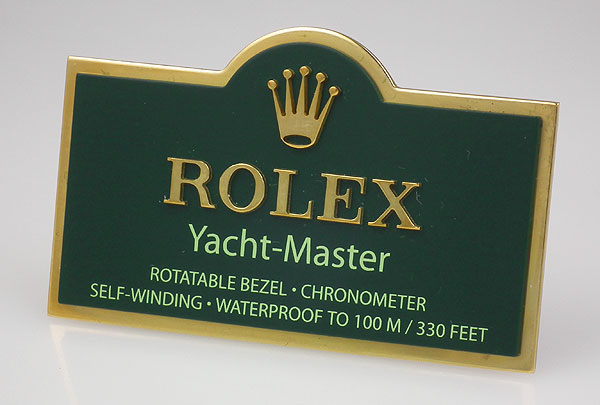 ROLEX
Yacht-Master
ROTATABLE BEZEL · CHRONOMETER
SELF-WINDING · WATERPROOF TO 100 M / 330 FEET